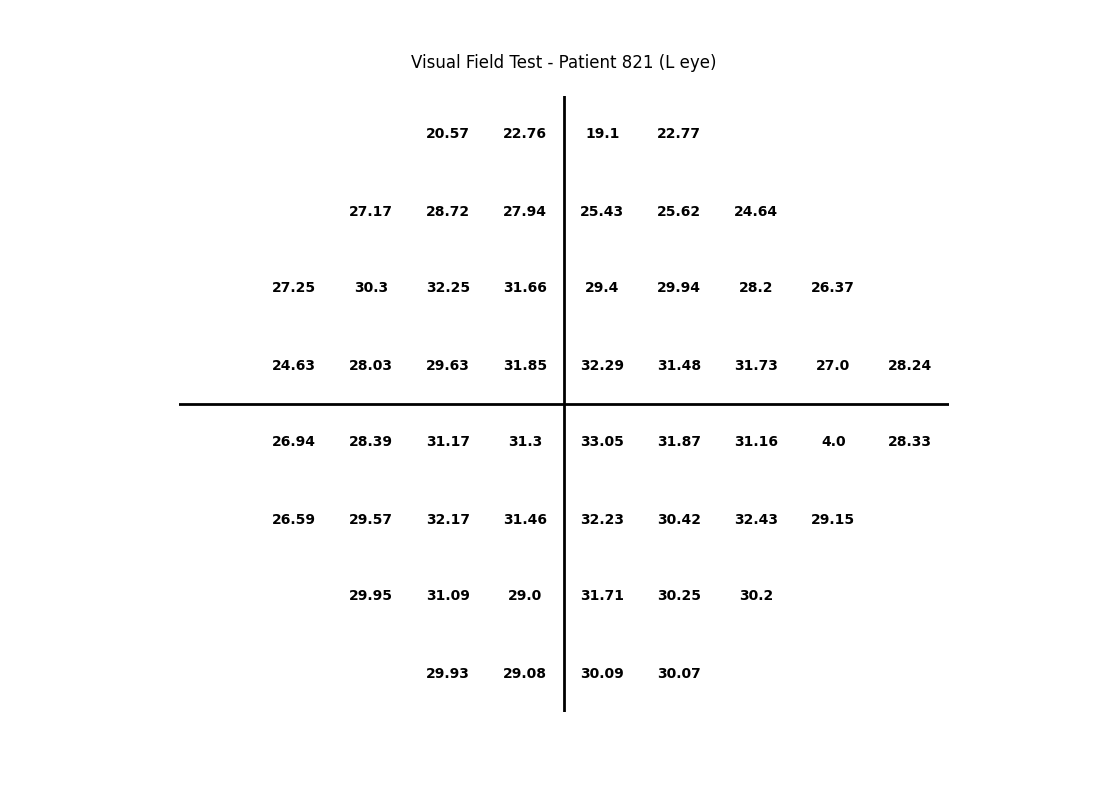 Visual Field Test - Patient 821 (L eye)
20.57 22.76 19.1 22.77
27.17 28.72 27.94 25.43 25.62 24.64
27.25 30.3 32.25 31.66 29.4 29.94 28.2 26.37
24.63 28.03 29.63 31.85 32.29 31.48 31.73 27.0 28.24
26.94 28.39 31.17 31.3 33.05 31.87 31.16 4.0 28.33
26.59 29.57 32.17 31.46 32.23 30.42 32.43 29.15
29.95 31.09 29.0 31.71 30.25 30.2
29.93 29.08 30.09 30.07